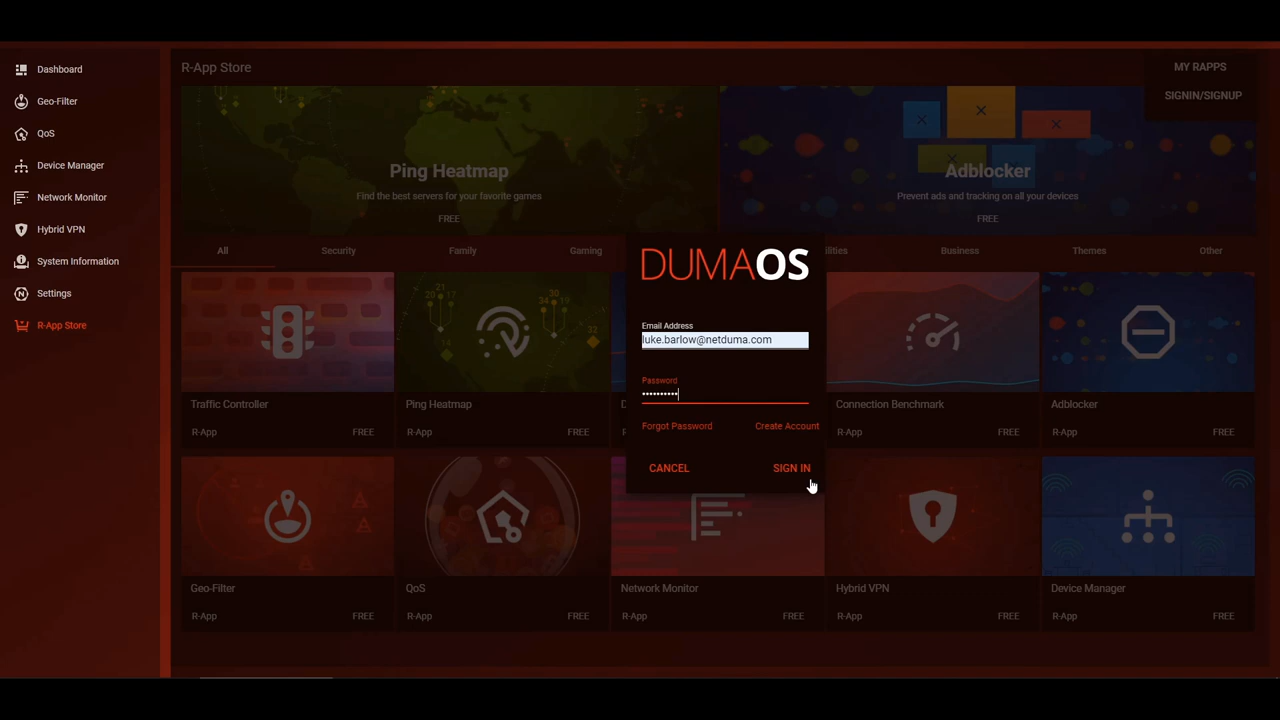 Dashboard
Geo-Filter
QoS
Device Manager
Network Monitor
Hybrid VPN
System Information
Settings
R-App Store
R-App Store
MY RAPPS
SIGNIN/SIGNUP
Ping Heatmap
Find the best servers for your favorite games
FREE
Adblocker
Prevent ads and tracking on all your devices
FREE
All
Security
Family
Gaming
Business
Themes
Other
DUMAOS
Email Address
luke.barlow@netduma.com
Password
••••••••••
Forgot Password
Create Account
CANCEL
SIGN IN
Traffic Controller
R-App FREE
Ping Heatmap
R-App FREE
Connection Benchmark
R-App FREE
Adblocker
R-App FREE
Geo-Filter
R-App FREE
QoS
R-App FREE
Network Monitor
R-App FREE
Hybrid VPN
R-App FREE
Device Manager
R-App FREE